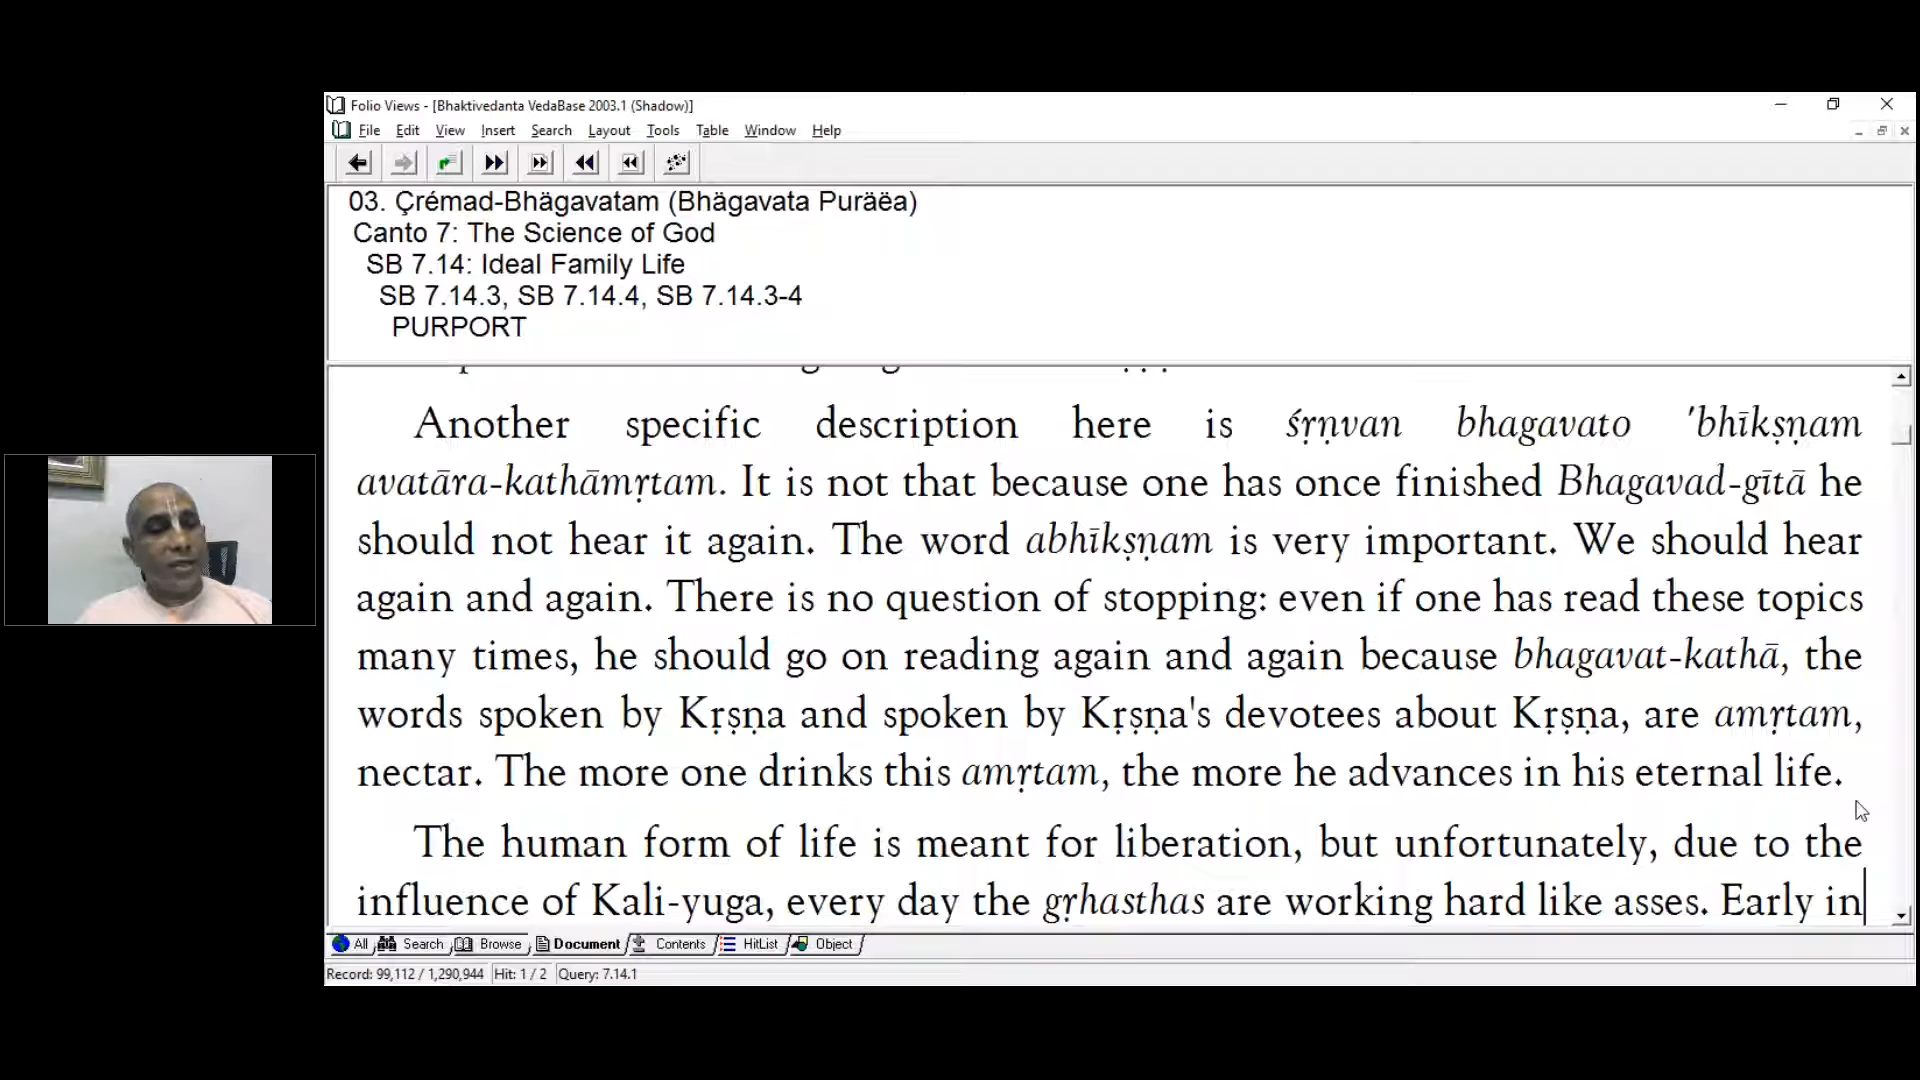 Folio Views - [Bhaktivedanta VedaBase 2003.1 (Shadow)]
File Edit View Insert Search Layout Tools Table Window Help
03. Çrémad-Bhägavatam (Bhägavata Puräëa)
Canto 7: The Science of God
SB 7.14: Ideal Family Life
SB 7.14.3, SB 7.14.4, SB 7.14.3-4
PURPORT
Another specific description here is śṛṇvan bhagavato 'bhīkṣṇam
avatāra-kathāmṛtam. It is not that because one has once finished Bhagavad-gītā he
should not hear it again. The word abhīkṣṇam is very important. We should hear
again and again. There is no question of stopping: even if one has read these topics
many times, he should go on reading again and again because bhagavat-kathā, the
words spoken by Kṛṣṇa and spoken by Kṛṣṇa's devotees about Kṛṣṇa, are amṛtam,
nectar. The more one drinks this amṛtam, the more he advances in his eternal life.
The human form of life is meant for liberation, but unfortunately, due to the
influence of Kali-yuga, every day the gṛhasthas are working hard like asses. Early in
All Search Browse Document Contents HitList Object
Record: 99,112 / 1,290,944 Hit: 1 / 2 Query: 7.14.1